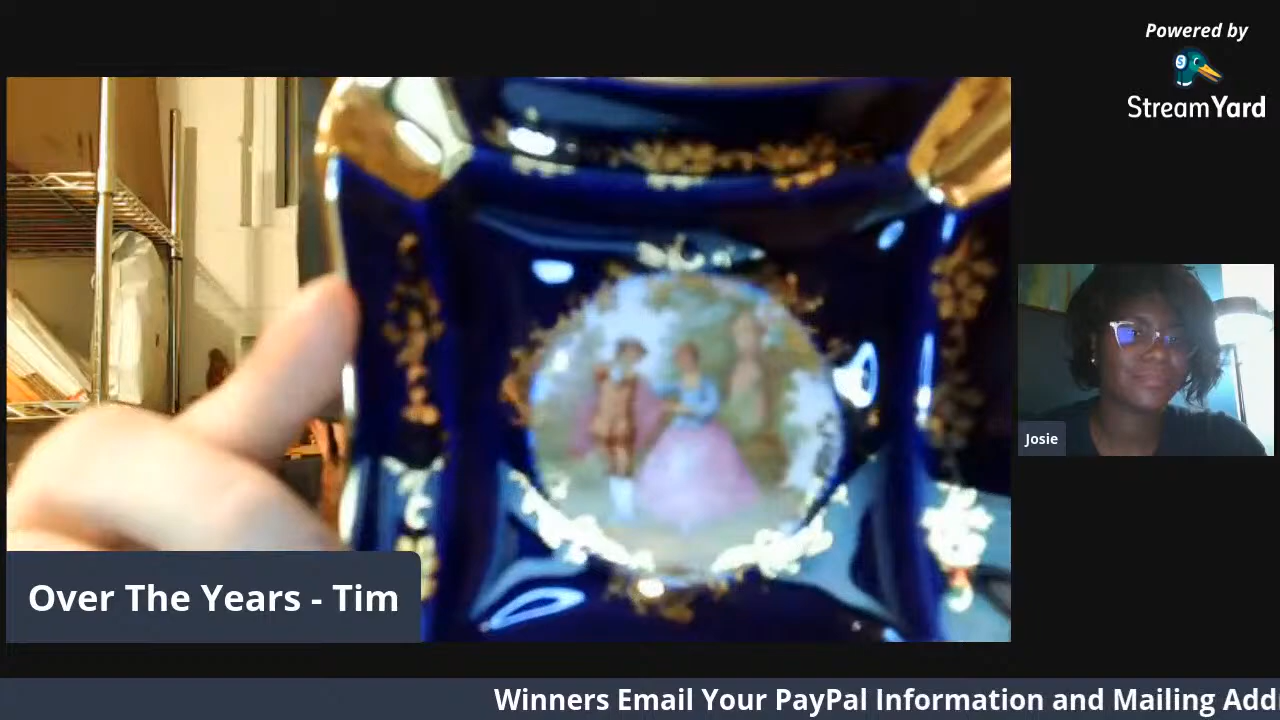 Powered by
StreamYard
Josie
Over The Years - Tim
Winners Email Your PayPal Information and Mailing Add